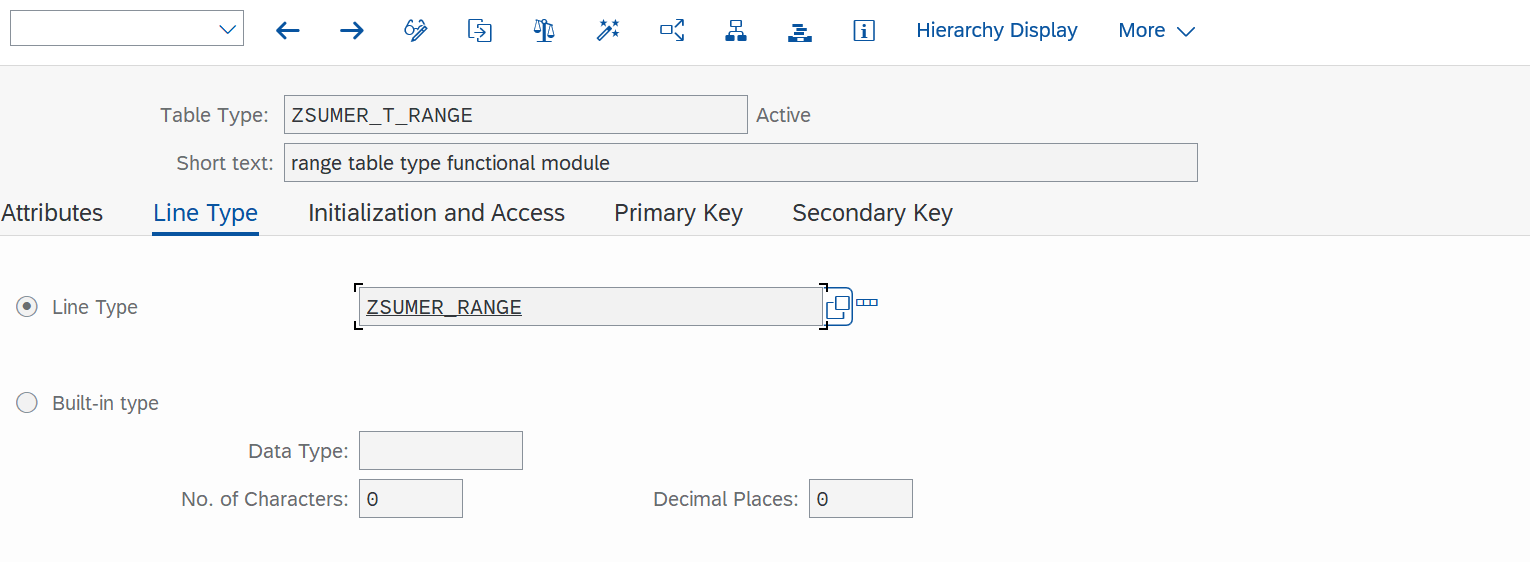 Hierarchy Display More
Table Type: ZSUMER_T_RANGE Active
Short text: range table type functional module
Attributes Line Type Initialization and Access Primary Key Secondary Key
Line Type ZSUMER_RANGE
Built-in type
Data Type:
No. of Characters: 0 Decimal Places: 0